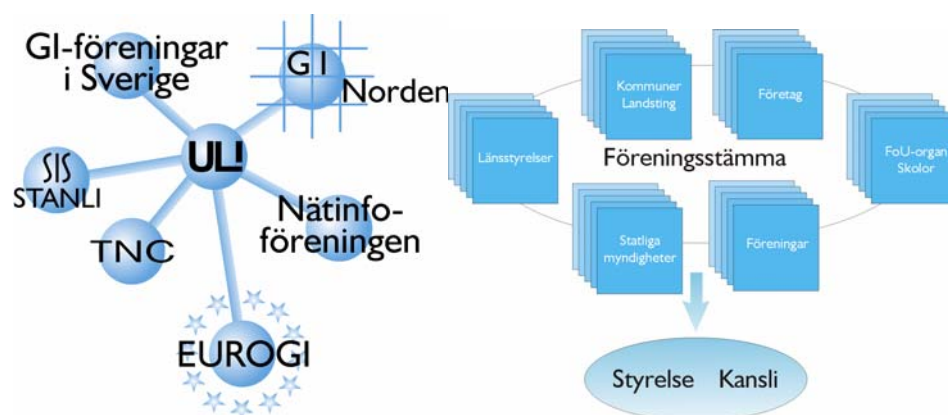 GI-föreningar
i Sverige
GI
Norden
ULI
SIS
STANLI
TNC
Nätinfo-
föreningen
EUROGI
Kommuner
Landsting
Företag
Länsstyrelser
Föreningsstämma
FoU-organ
Skolor
Statliga
myndigheter
Föreningar
Styrelse Kansli